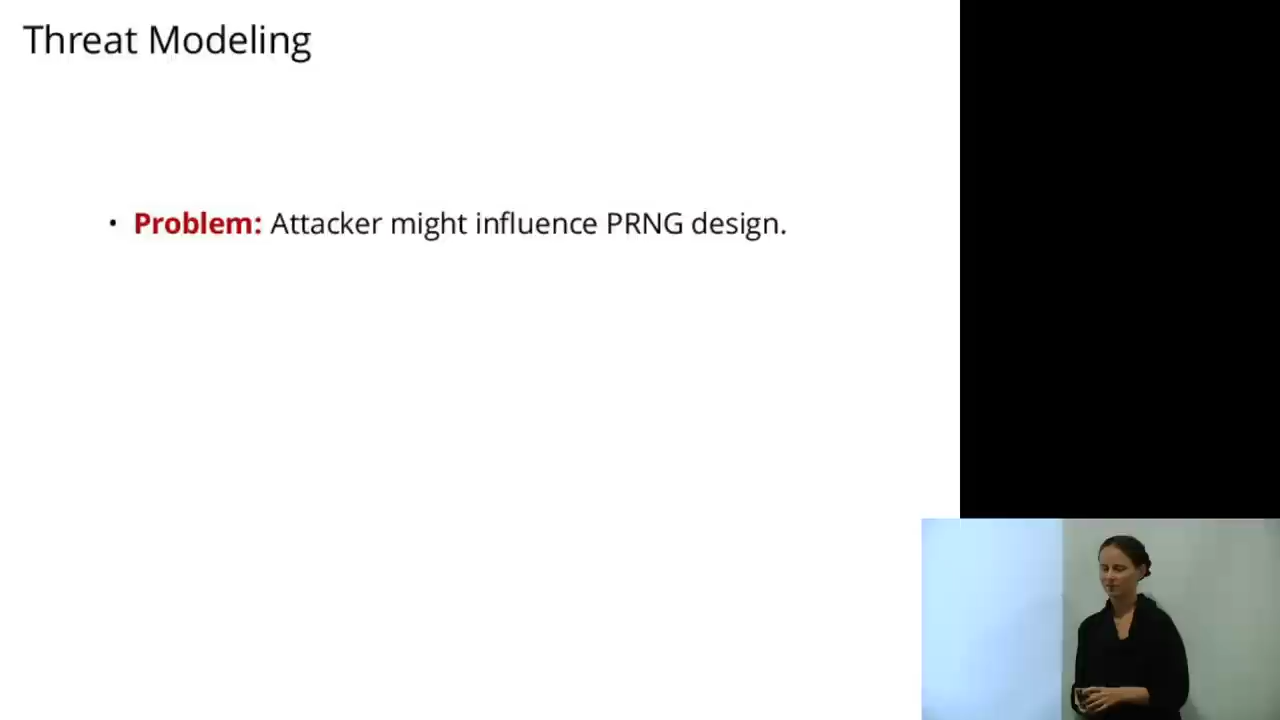 Threat Modeling
• Problem: Attacker might influence PRNG design.